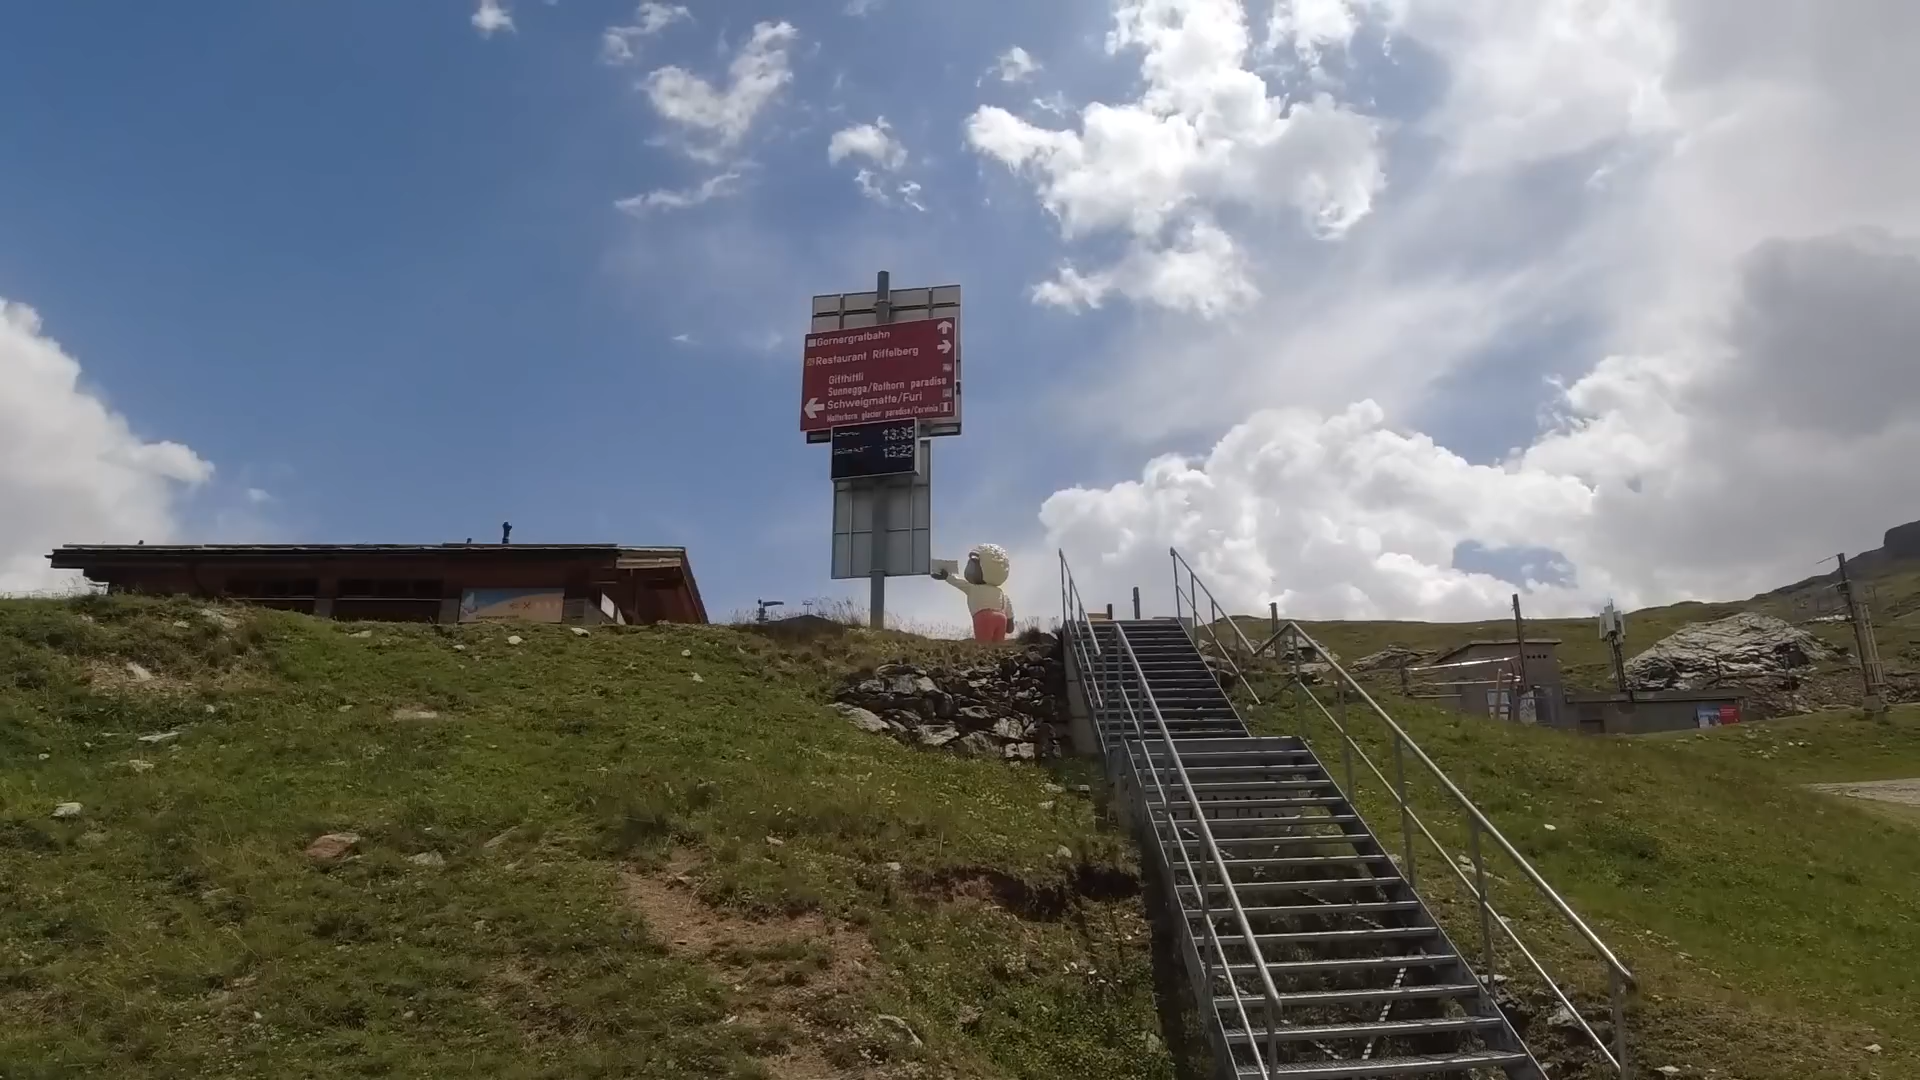 Gornergratbahn
Restaurant Riffelberg
Gifthittli
Sunnegga/Rothorn paradise
Schweigmatte/Furi
Matterhorn glacier paradise/Cervinia
13:35
13:22